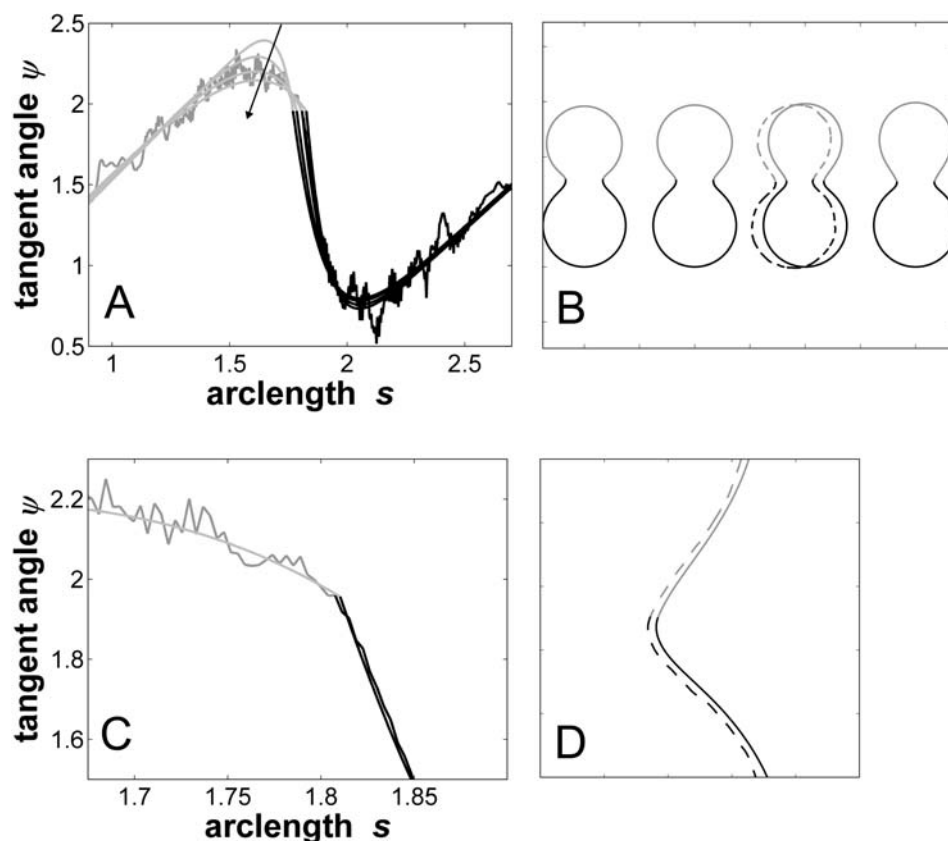 2.5
2
1.5
1
0.5
tangent angle ψ
A
1 1.5 2 2.5
arclength s
B
2.2
2
1.8
1.6
tangent angle ψ
C
1.7 1.75 1.8 1.85
arclength s
D